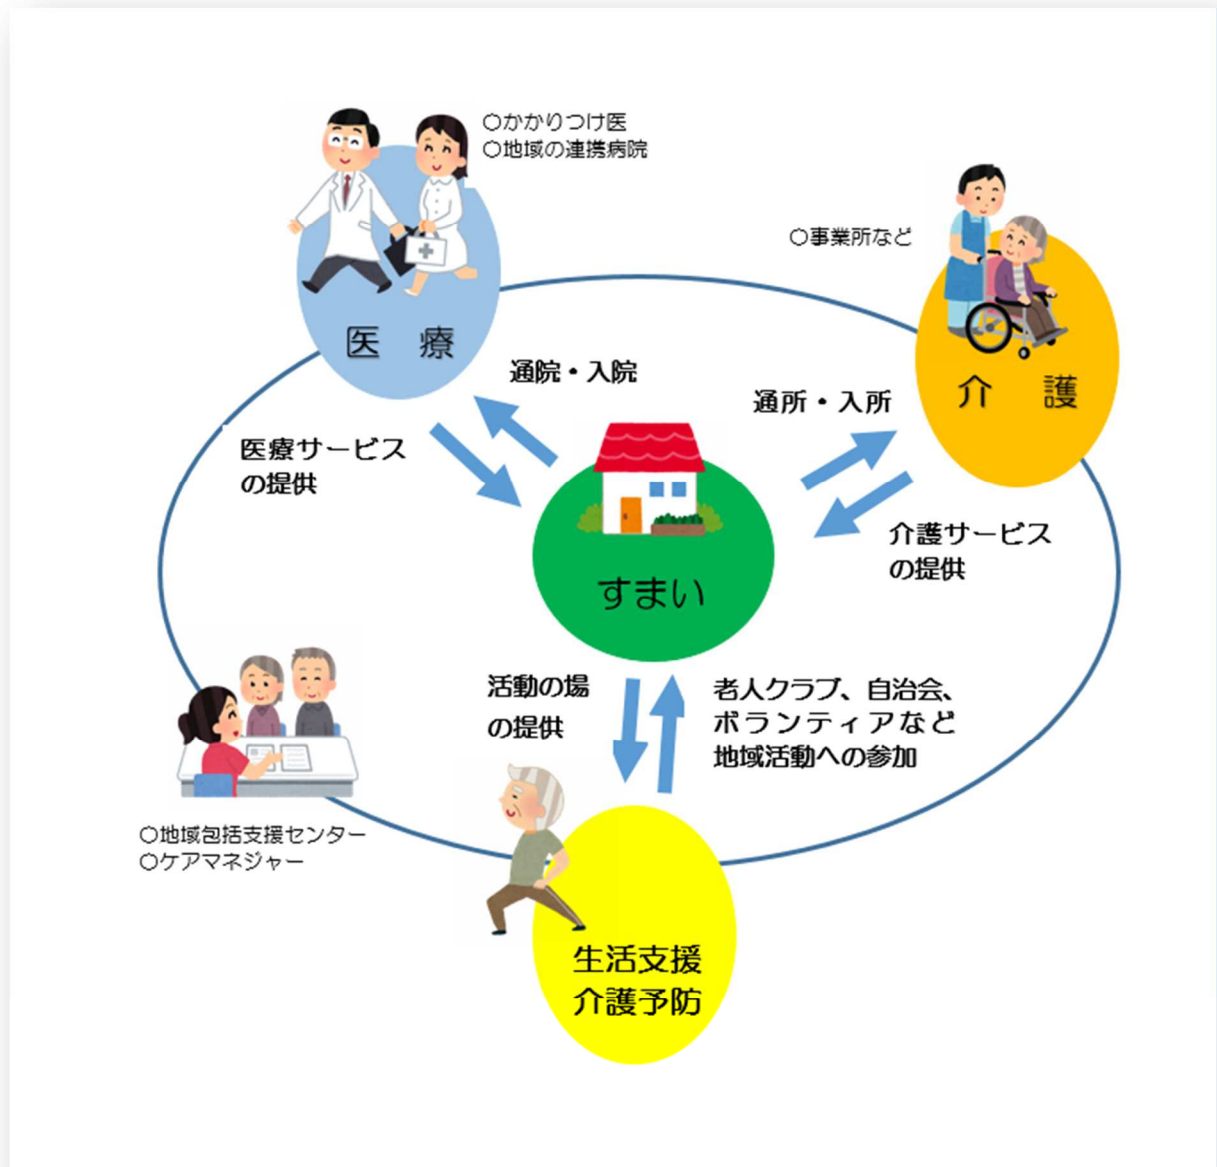 ○かかりつけ医
○地域の連携病院
○事業所など
医　療
介　護
通院・入院
通所・入所
医療サービス
の提供
介護サービス
の提供
すまい
活動の場
の提供
老人クラブ、自治会、
ボランティアなど
地域活動への参加
○地域包括支援センター
○ケアマネジャー
生活支援
介護予防